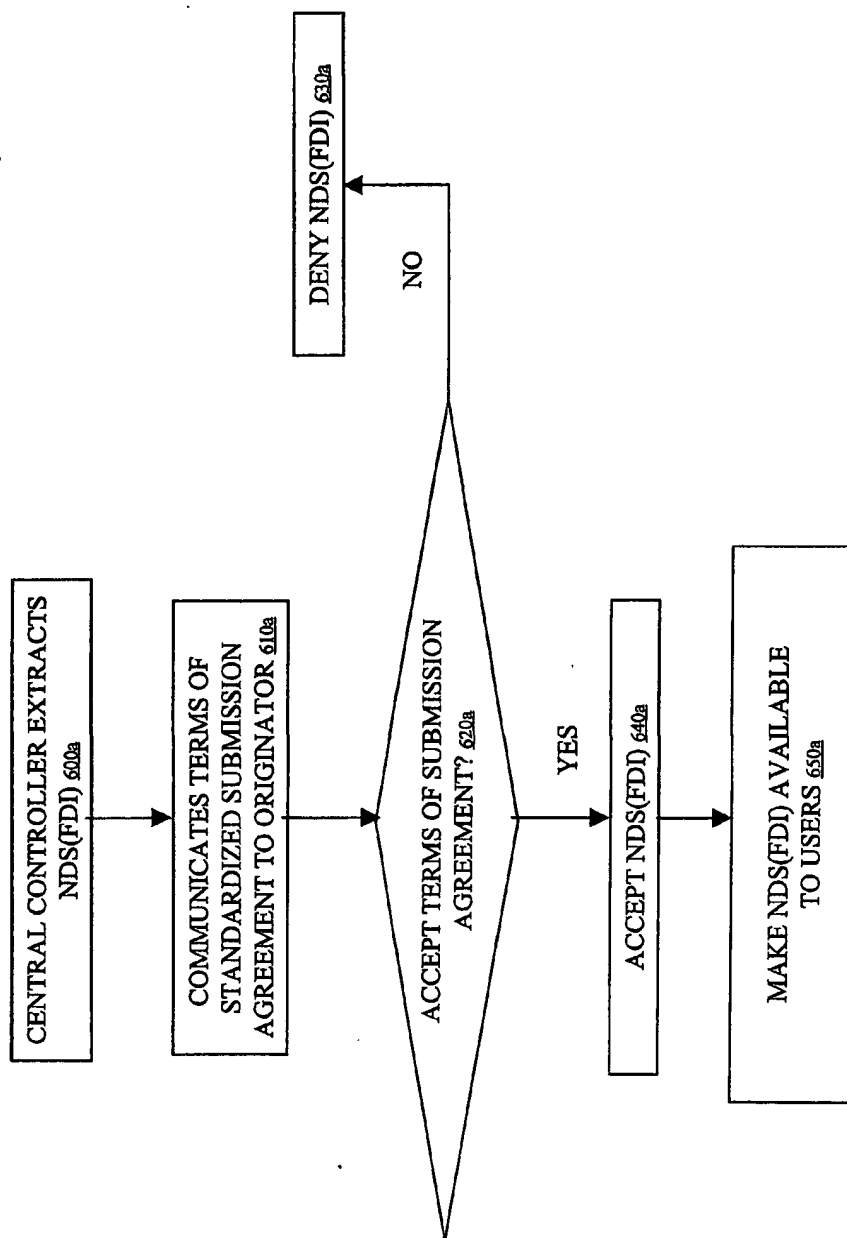 CENTRAL CONTROLLER EXTRACTS
NDS(FDI) 600a
COMMUNICATES TERMS OF
STANDARDIZED SUBMISSION
AGREEMENT TO ORIGINATOR 610a
ACCEPT TERMS OF SUBMISSION
AGREEMENT? 620a
NO
DENY NDS(FDI) 630a
YES
ACCEPT NDS(FDI) 640a
MAKE NDS(FDI) AVAILABLE
TO USERS 650a